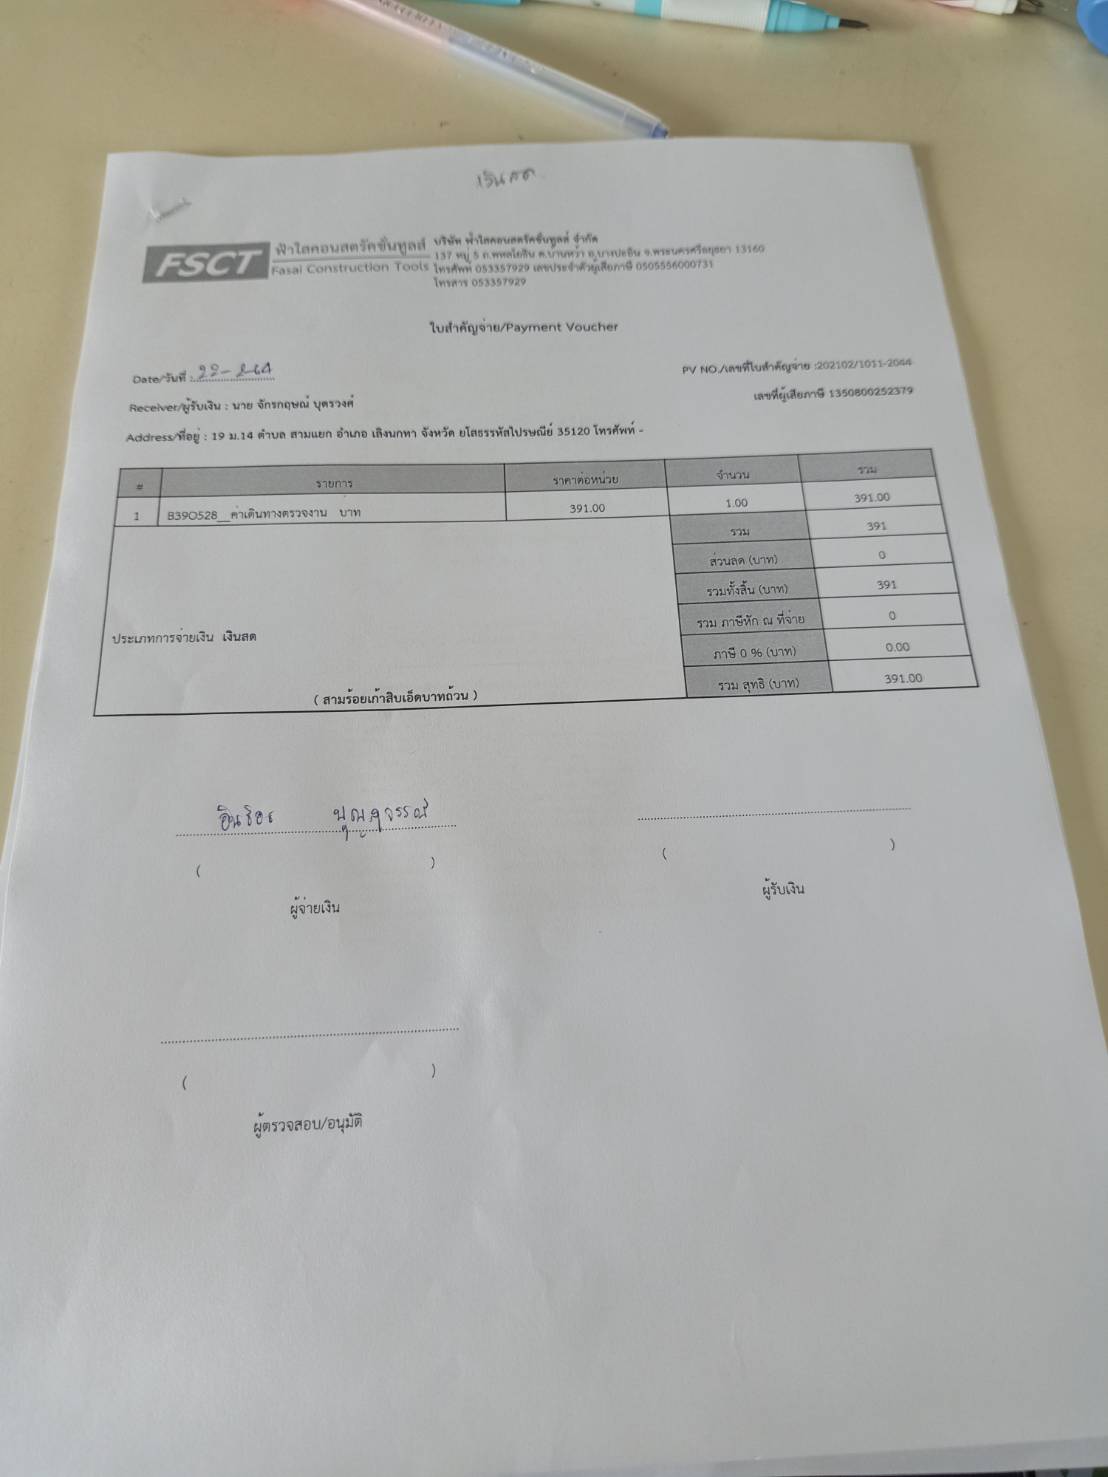 เงินสด
FSCT
ฟ้าใสคอนสตรัคชั่นทูลส์
Fasai Construction Tools
บริษัท ฟ้าใสคอนสตรัคชั่นทูลส์ จำกัด
137 หมู่ 5 ถ.พหลโยธิน ต.บ้านหว้า อ.บางปะอิน จ.พระนครศรีอยุธยา 13160
โทรศัพท์ 053357929 เลขประจำตัวผู้เสียภาษี 0505556000731
โทรสาร 053357929
ใบสำคัญจ่าย/Payment Voucher
Date/วันที่ : 22-2-64
PV NO./เลขที่ใบสำคัญจ่าย :202102/1011-2044
Receiver/ผู้รับเงิน : นาย จักรกฤษณ์ บุตรวงศ์
เลขที่ผู้เสียภาษี 1350800252379
Address/ที่อยู่ : 19 ม.14 ตำบล สามแยก อำเภอ เลิงนกทา จังหวัด ยโสธรรหัสไปรษณีย์ 35120 โทรศัพท์ -
# รายการ ราคาต่อหน่วย จำนวน รวม
1 B390528__ค่าเดินทางตรวจงาน บาท 391.00 1.00 391.00
รวม 391
ส่วนลด (บาท) 0
รวมทั้งสิ้น (บาท) 391
รวม ภาษีหัก ณ ที่จ่าย 0
ประเภทการจ่ายเงิน เงินสด
ภาษี 0 % (บาท) 0.00
( สามร้อยเก้าสิบเอ็ดบาทถ้วน )
รวม สุทธิ (บาท) 391.00
( )
( )
ผู้จ่ายเงิน
ผู้รับเงิน
( )
ผู้ตรวจสอบ/อนุมัติ